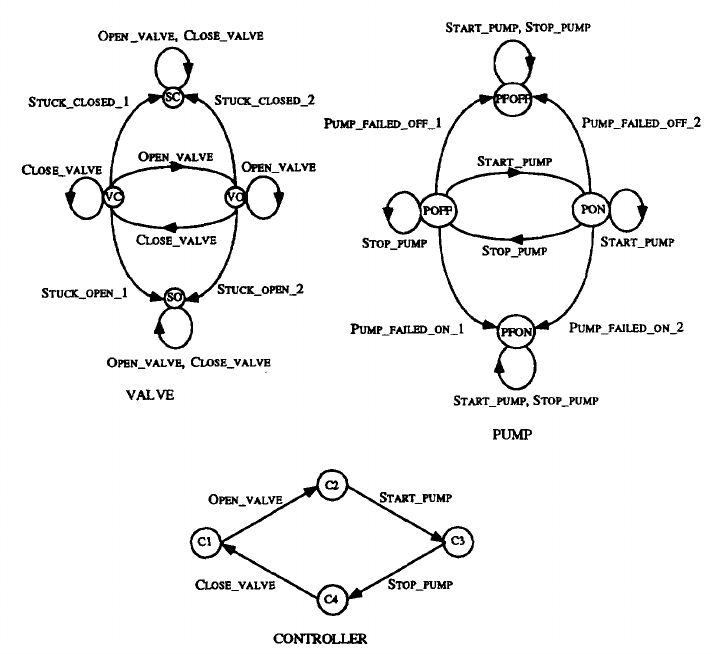 OPEN_VALVE, CLOSE_VALVE
SC
STUCK_CLOSED_1
STUCK_CLOSED_2
OPEN_VALVE
CLOSE_VALVE
OPEN_VALVE
VC
VO
CLOSE_VALVE
STUCK_OPEN_1
STUCK_OPEN_2
SO
OPEN_VALVE, CLOSE_VALVE
VALVE
START_PUMP, STOP_PUMP
PFOFF
PUMP_FAILED_OFF_1
PUMP_FAILED_OFF_2
START_PUMP
POFF
PON
STOP_PUMP
STOP_PUMP
START_PUMP
PUMP_FAILED_ON_1
PUMP_FAILED_ON_2
PFON
START_PUMP, STOP_PUMP
PUMP
C2
OPEN_VALVE
START_PUMP
C1
C3
CLOSE_VALVE
STOP_PUMP
C4
CONTROLLER